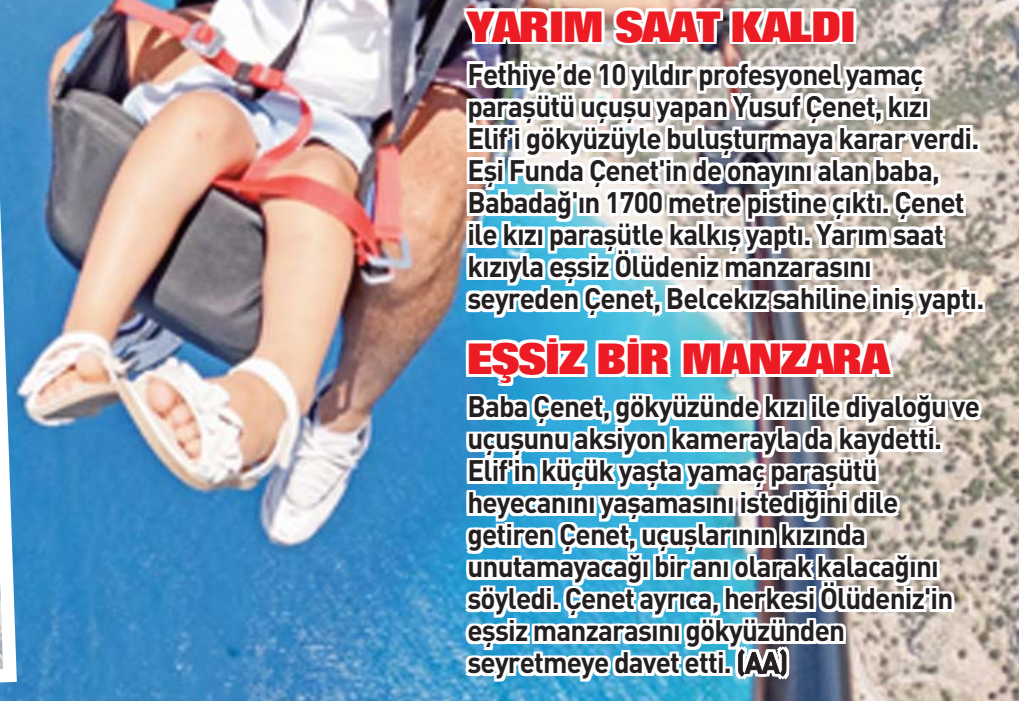 YARIM SAAT KALDI
Fethiye'de 10 yıldır profesyonel yamaç
paraşütü uçuşu yapan Yusuf Çenet, kızı
Elif'i gökyüzüyle buluşturmaya karar verdi.
Eşi Funda Çenet'in de onayını alan baba,
Babadağ'ın 1700 metre pistine çıktı. Çenet
ile kızı paraşütle kalkış yaptı. Yarım saat
kızıyla eşsiz Ölüdeniz manzarasını
seyreden Çenet, Belcekız sahiline iniş yaptı.
EŞSİZ BİR MANZARA
Baba Çenet, gökyüzünde kızı ile diyaloğu ve
uçuşunu aksiyon kamerayla da kaydetti.
Elif'in küçük yaşta yamaç paraşütü
heyecanını yaşamasını istediğini dile
getiren Çenet, uçuşlarının kızında
unutamayacağı bir anı olarak kalacağını
söyledi. Çenet ayrıca, herkesi Ölüdeniz'in
eşsiz manzarasını gökyüzünden
seyretmeye davet etti. (AA)